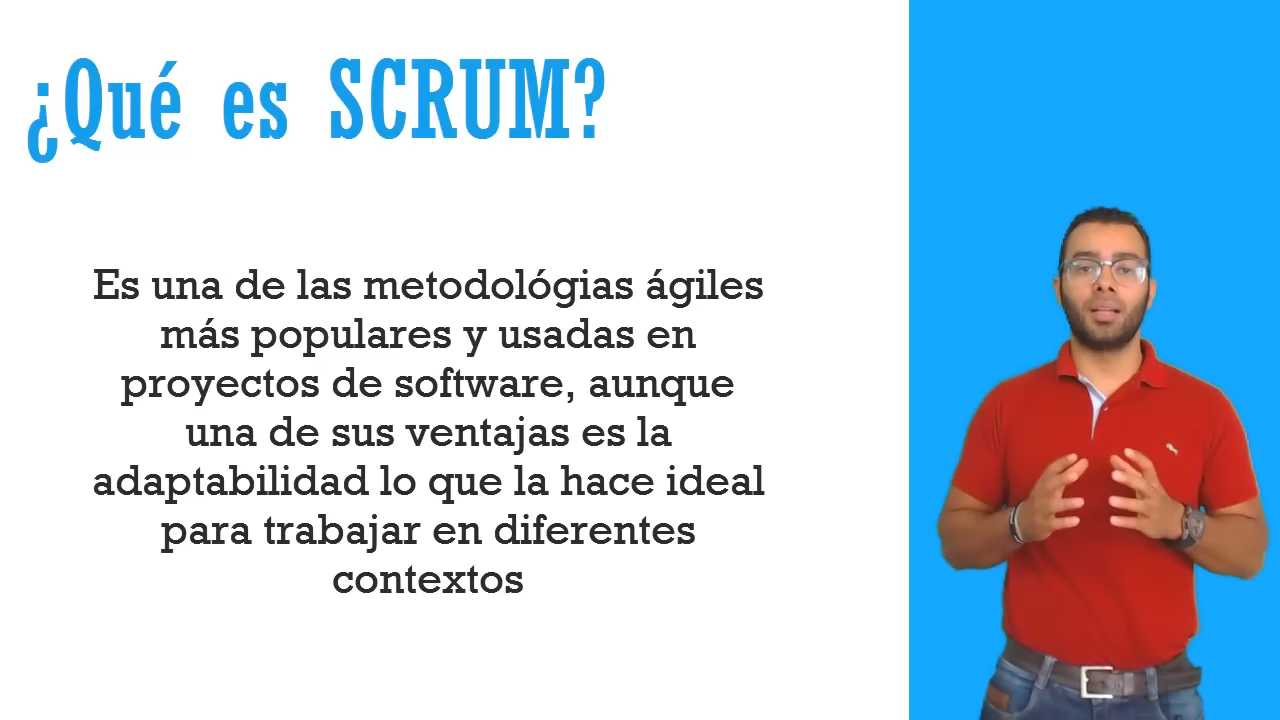 ¿Qué es SCRUM?
Es una de las metodológias ágiles
más populares y usadas en
proyectos de software, aunque
una de sus ventajas es la
adaptabilidad lo que la hace ideal
para trabajar en diferentes
contextos